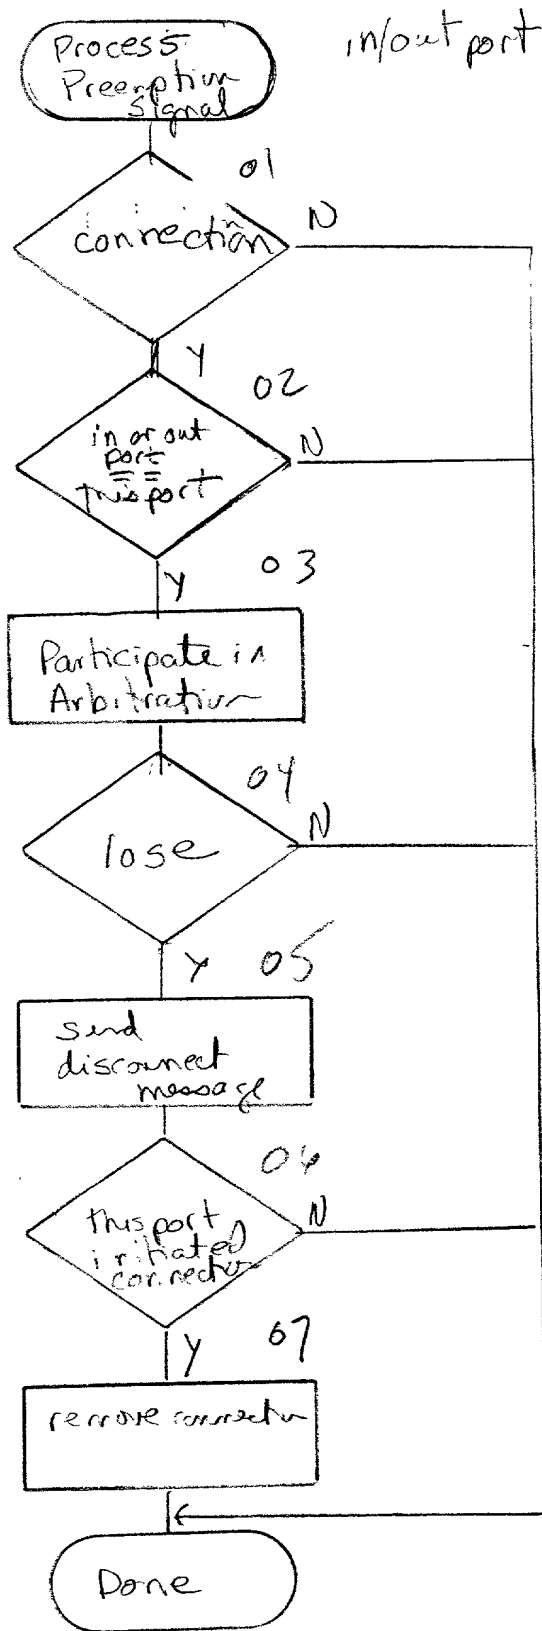 in/out port
Process
Preemption
Signal
01
connection
N
Y
02
in or out
port
==
this port
N
Y
03
Participate in
Arbitration
04
lose
N
Y
05
Send
disconnect
message
06
this port
initiated
connection
N
Y
07
remove connection
Done